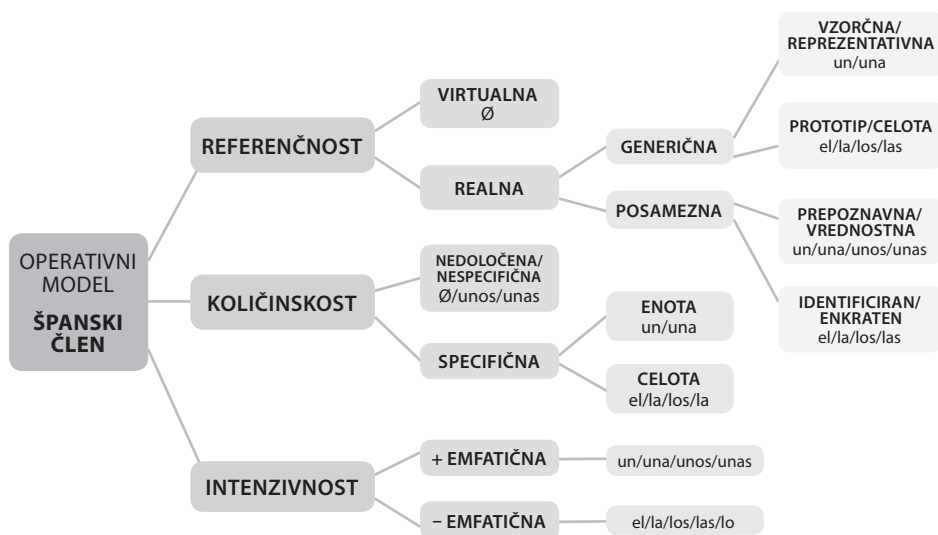 OPERATIVNI
MODEL
ŠPANSKI
ČLEN
REFERENČNOST
VIRTUALNA
Ø
REALNA
GENERIČNA
VZORČNA/
REPREZENTATIVNA
un/una
PROTOTIP/CELOTA
el/la/los/las
POSAMEZNA
PREPOZNAVNA/
VREDNOSTNA
un/una/unos/unas
IDENTIFICIRAN/
ENKRATEN
el/la/los/las
KOLIČINSKOST
NEDOLOČENA/
NESPECIFIČNA
Ø/unos/unas
SPECIFIČNA
ENOTA
un/una
CELOTA
el/la/los/la
INTENZIVNOST
+ EMFATIČNA
un/una/unos/unas
– EMFATIČNA
el/la/los/las/lo